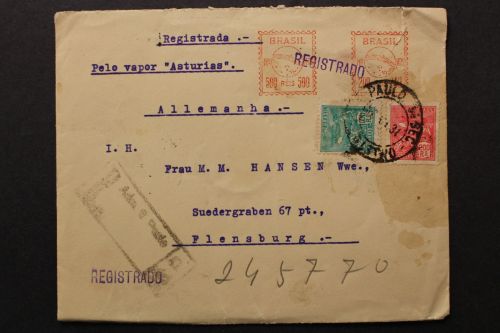 Registrada .-
BRASIL
BRASIL
REGISTRADO
500 REIS 500
Pelo vapor "Asturias".
Allemanha.-
PAULO
I. H.
Frau M. M. HANSEN Wwe.,
Suedergraben 67 pt.,
Flensburg .-
REGISTRADO
245770